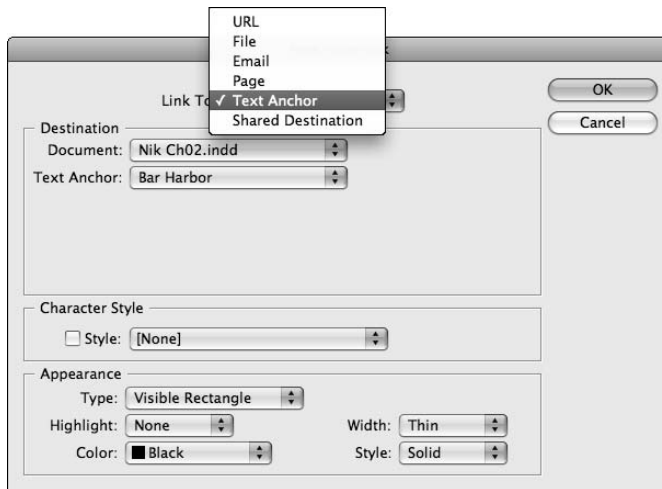 URL
File
Email
Page
Link To ✓ Text Anchor
Shared Destination
OK
Cancel
Destination
Document: Nik Ch02.indd
Text Anchor: Bar Harbor
Character Style
Style: [None]
Appearance
Type: Visible Rectangle
Highlight: None Width: Thin
Color: Black Style: Solid